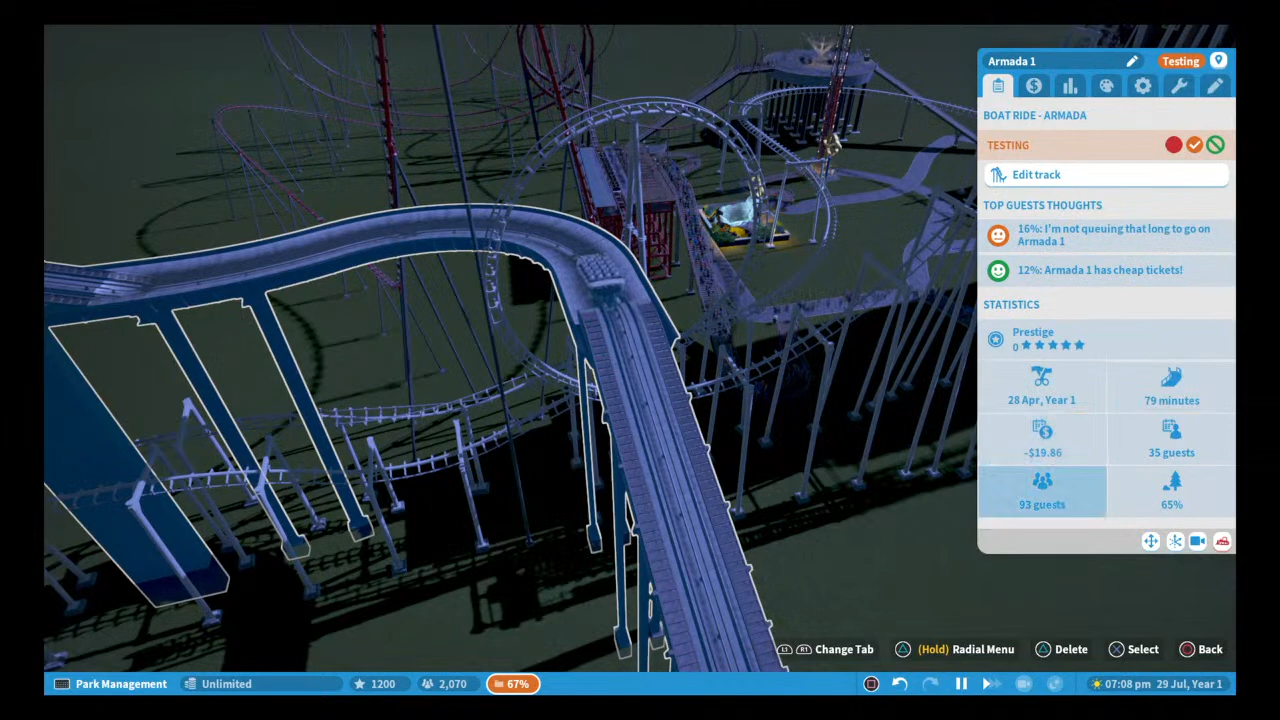 Armada 1
Testing
BOAT RIDE - ARMADA
TESTING
Edit track
TOP GUESTS THOUGHTS
16%: I'm not queuing that long to go on
Armada 1
12%: Armada 1 has cheap tickets!
STATISTICS
Prestige
0
28 Apr, Year 1
79 minutes
-$19.86
35 guests
93 guests
65%
L1 R1 Change Tab (Hold) Radial Menu Delete Select Back
Park Management Unlimited 1200 2,070 67% 07:08 pm 29 Jul, Year 1